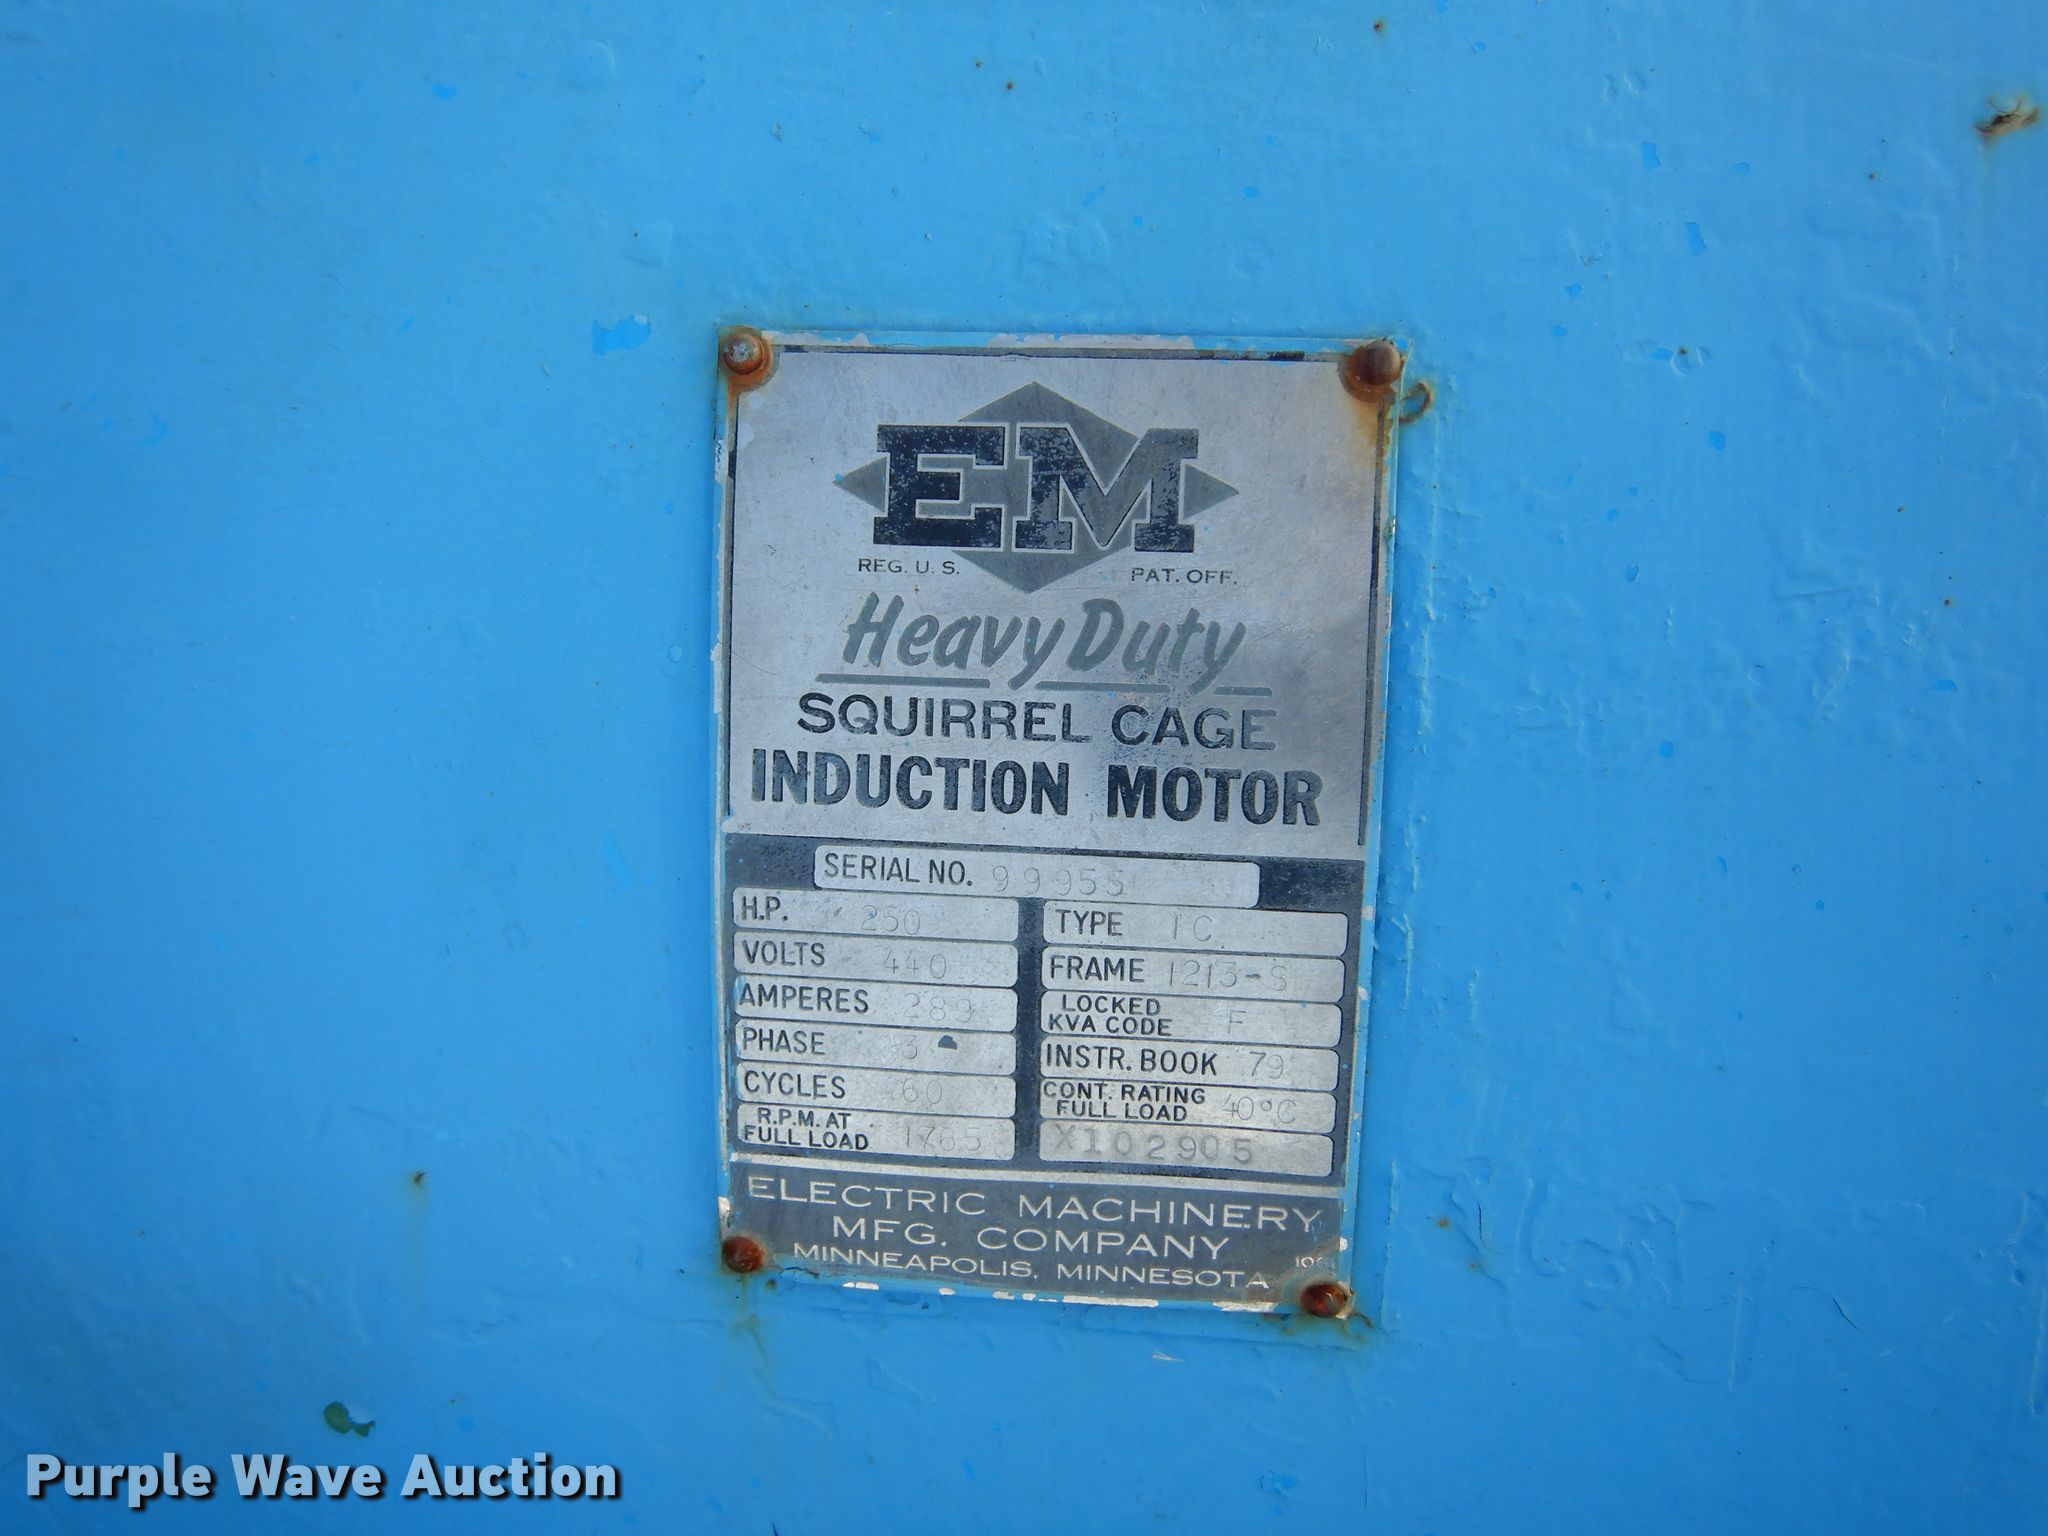 EM
REG. U. S. PAT. OFF.
Heavy Duty
SQUIRREL CAGE
INDUCTION MOTOR
SERIAL NO. 99955
H.P. 250
TYPE IC
VOLTS 440
FRAME 1213-S
AMPERES 289
LOCKED
KVA CODE F
PHASE 3
INSTR. BOOK 79
CYCLES 60
CONT. RATING
FULL LOAD 40°C
R.P.M. AT
FULL LOAD 1765
X102905
ELECTRIC MACHINERY
MFG. COMPANY
MINNEAPOLIS, MINNESOTA
Purple Wave Auction